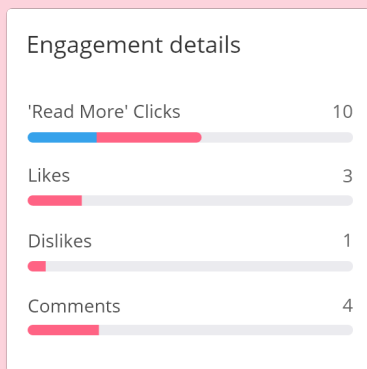 Engagement details
'Read More' Clicks 10
Likes 3
Dislikes 1
Comments 4